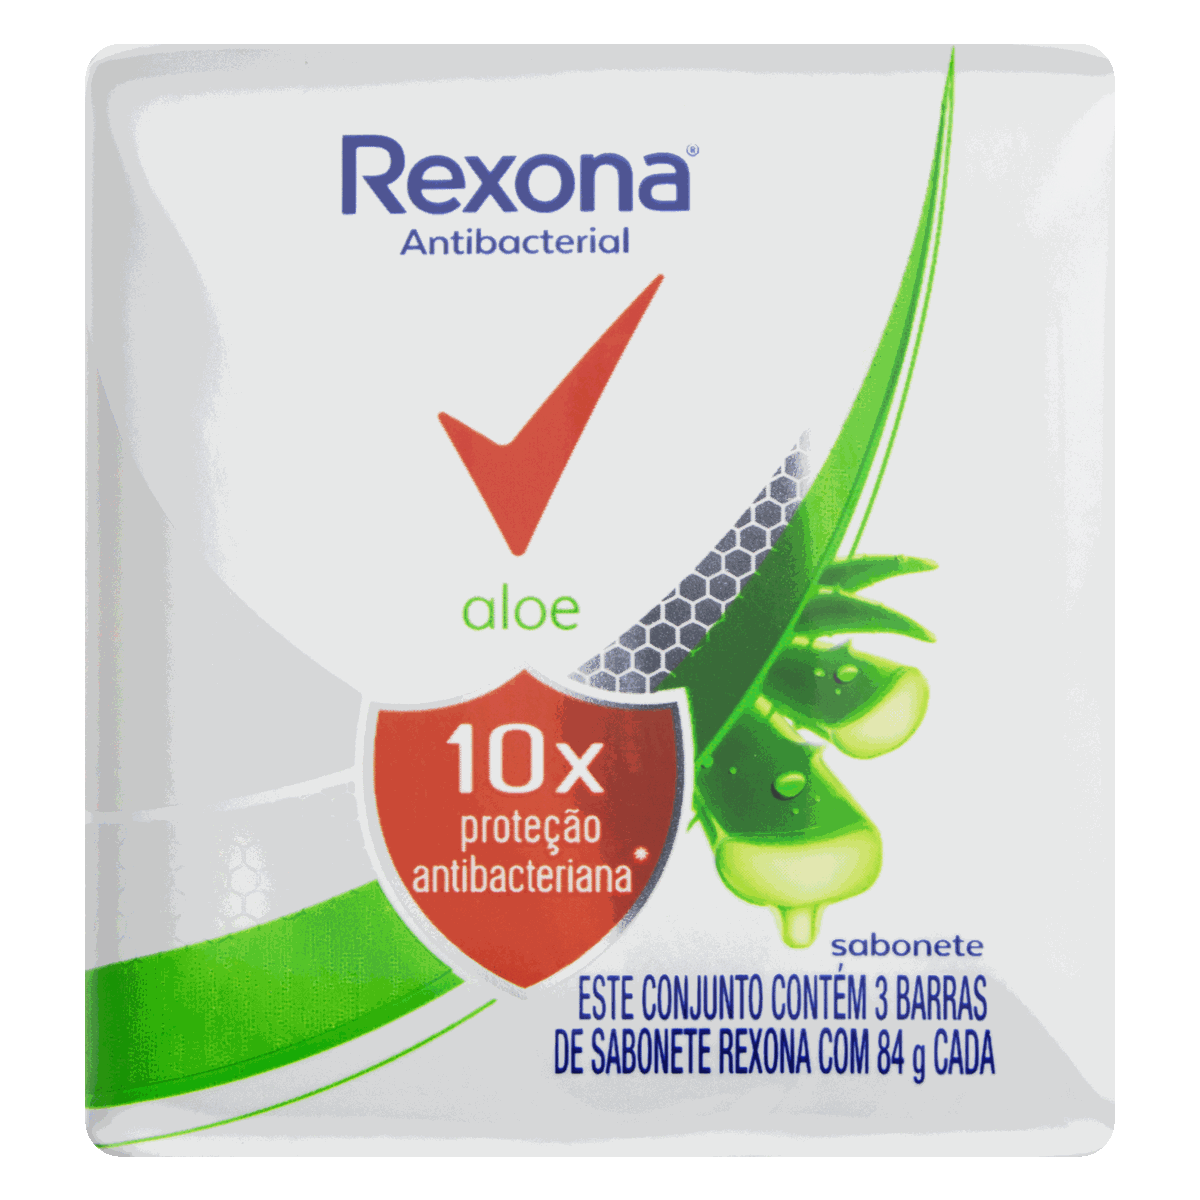 Rexona®
Antibacterial
aloe
10x
proteção
antibacteriana*
sabonete
ESTE CONJUNTO CONTÉM 3 BARRAS
DE SABONETE REXONA COM 84 g CADA